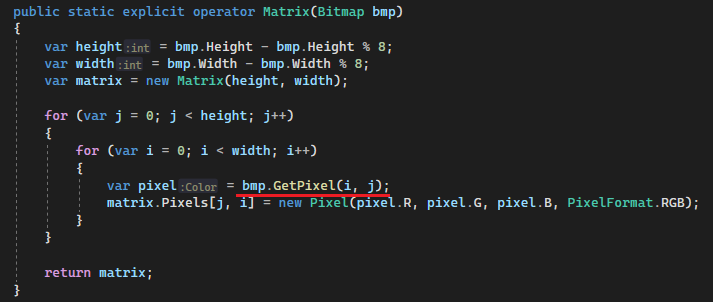 public static explicit operator Matrix(Bitmap bmp)
{
    var height:int = bmp.Height - bmp.Height % 8;
    var width:int = bmp.Width - bmp.Width % 8;
    var matrix = new Matrix(height, width);

    for (var j = 0; j < height; j++)
    {
        for (var i = 0; i < width; i++)
        {
            var pixel:Color = bmp.GetPixel(i, j);
            matrix.Pixels[j, i] = new Pixel(pixel.R, pixel.G, pixel.B, PixelFormat.RGB);
        }
    }

    return matrix;
}